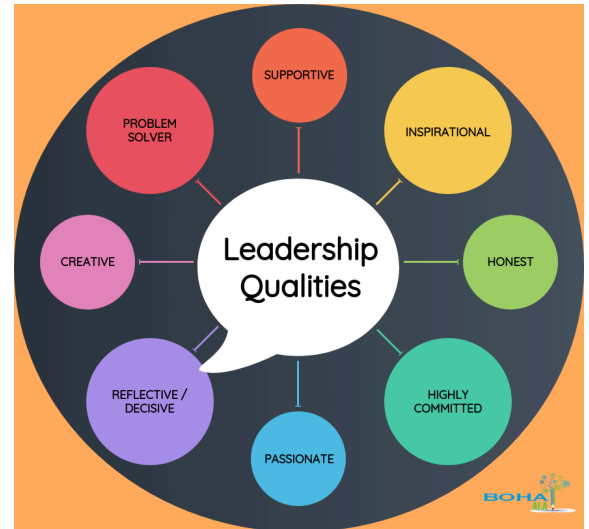 SUPPORTIVE
PROBLEM
SOLVER
INSPIRATIONAL
Leadership
Qualities
CREATIVE
HONEST
REFLECTIVE /
DECISIVE
HIGHLY
COMMITTED
PASSIONATE
BOHA